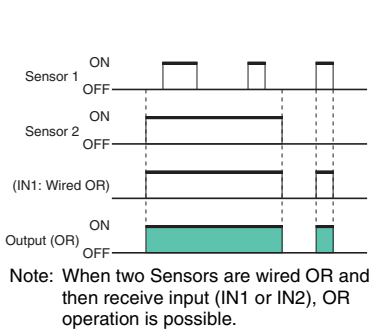 ON
Sensor 1
OFF
ON
Sensor 2
OFF
(IN1: Wired OR)
ON
Output (OR)
OFF
Note: When two Sensors are wired OR and
then receive input (IN1 or IN2), OR
operation is possible.